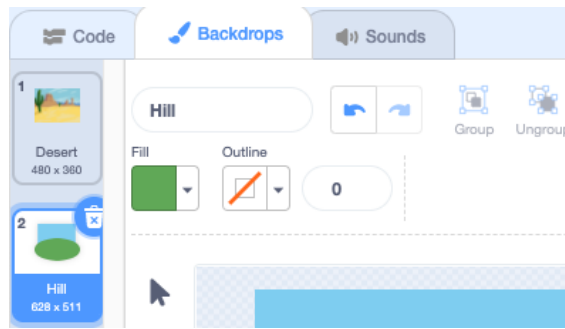 Code
Backdrops
Sounds
1
Desert
480 x 360
2
Hill
628 x 511
Hill
Group
Ungroup
Fill
Outline
0